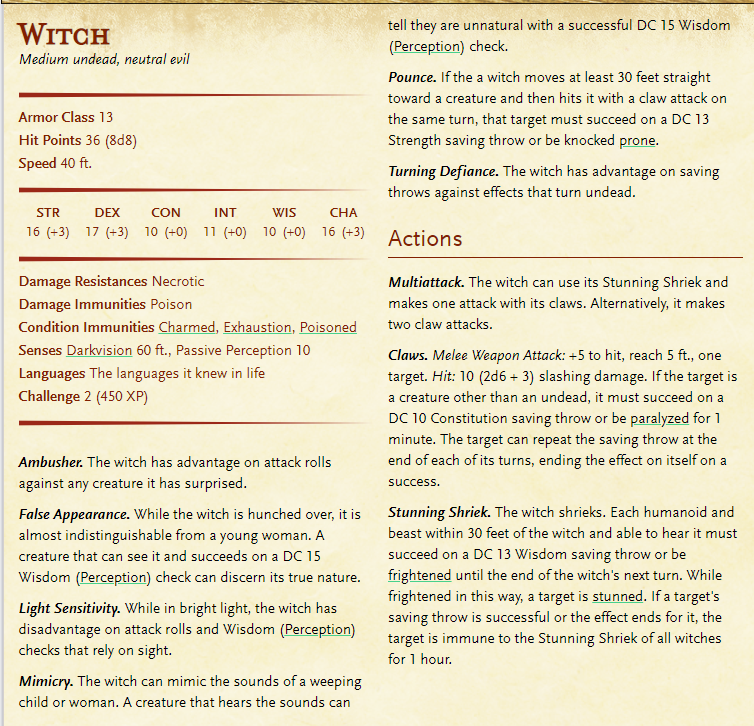 WITCH
Medium undead, neutral evil
Armor Class 13
Hit Points 36 (8d8)
Speed 40 ft.
STR DEX CON INT WIS CHA
16 (+3) 17 (+3) 10 (+0) 11 (+0) 10 (+0) 16 (+3)
Damage Resistances Necrotic
Damage Immunities Poison
Condition Immunities Charmed, Exhaustion, Poisoned
Senses Darkvision 60 ft., Passive Perception 10
Languages The languages it knew in life
Challenge 2 (450 XP)
Ambusher. The witch has advantage on attack rolls
against any creature it has surprised.
False Appearance. While the witch is hunched over, it is
almost indistinguishable from a young woman. A
creature that can see it and succeeds on a DC 15
Wisdom (Perception) check can discern its true nature.
Light Sensitivity. While in bright light, the witch has
disadvantage on attack rolls and Wisdom (Perception)
checks that rely on sight.
Mimicry. The witch can mimic the sounds of a weeping
child or woman. A creature that hears the sounds can
tell they are unnatural with a successful DC 15 Wisdom
(Perception) check.
Pounce. If the a witch moves at least 30 feet straight
toward a creature and then hits it with a claw attack on
the same turn, that target must succeed on a DC 13
Strength saving throw or be knocked prone.
Turning Defiance. The witch has advantage on saving
throws against effects that turn undead.
Actions
Multiattack. The witch can use its Stunning Shriek and
makes one attack with its claws. Alternatively, it makes
two claw attacks.
Claws. Melee Weapon Attack: +5 to hit, reach 5 ft., one
target. Hit: 10 (2d6 + 3) slashing damage. If the target is
a creature other than an undead, it must succeed on a
DC 10 Constitution saving throw or be paralyzed for 1
minute. The target can repeat the saving throw at the
end of each of its turns, ending the effect on itself on a
success.
Stunning Shriek. The witch shrieks. Each humanoid and
beast within 30 feet of the witch and able to hear it must
succeed on a DC 13 Wisdom saving throw or be
frightened until the end of the witch's next turn. While
frightened in this way, a target is stunned. If a target's
saving throw is successful or the effect ends for it, the
target is immune to the Stunning Shriek of all witches
for 1 hour.